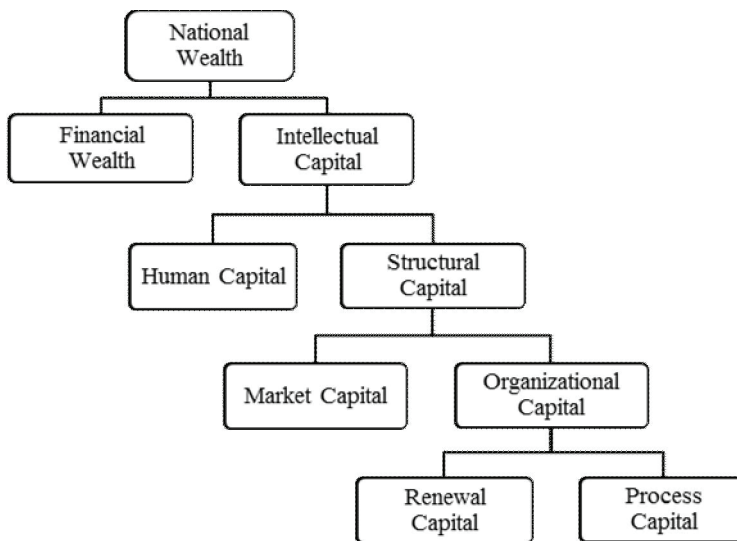 National
Wealth
Financial
Wealth
Intellectual
Capital
Human Capital
Structural
Capital
Market Capital
Organizational
Capital
Renewal
Capital
Process
Capital